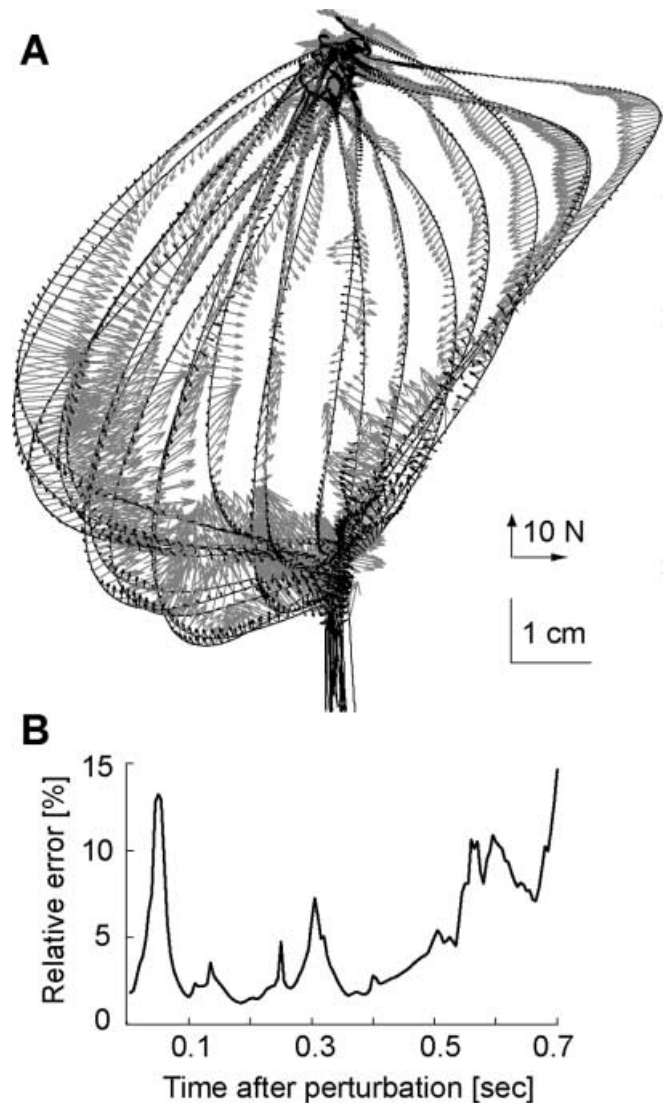 A
10 N
1 cm
B
Relative error [%]
15
10
5
0
0.1 0.3 0.5 0.7
Time after perturbation [sec]